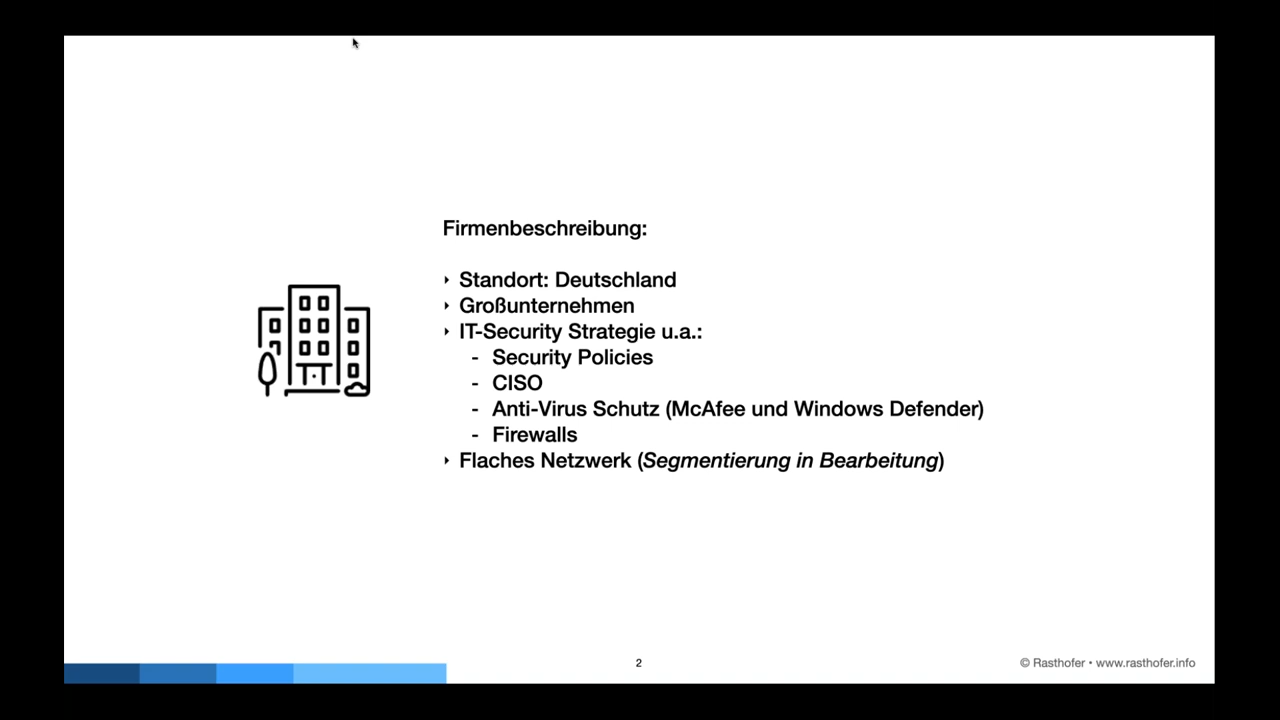 Firmenbeschreibung:
‣ Standort: Deutschland
‣ Großunternehmen
‣ IT-Security Strategie u.a.:
- Security Policies
- CISO
- Anti-Virus Schutz (McAfee und Windows Defender)
- Firewalls
‣ Flaches Netzwerk (Segmentierung in Bearbeitung)
2
© Rasthofer • www.rasthofer.info